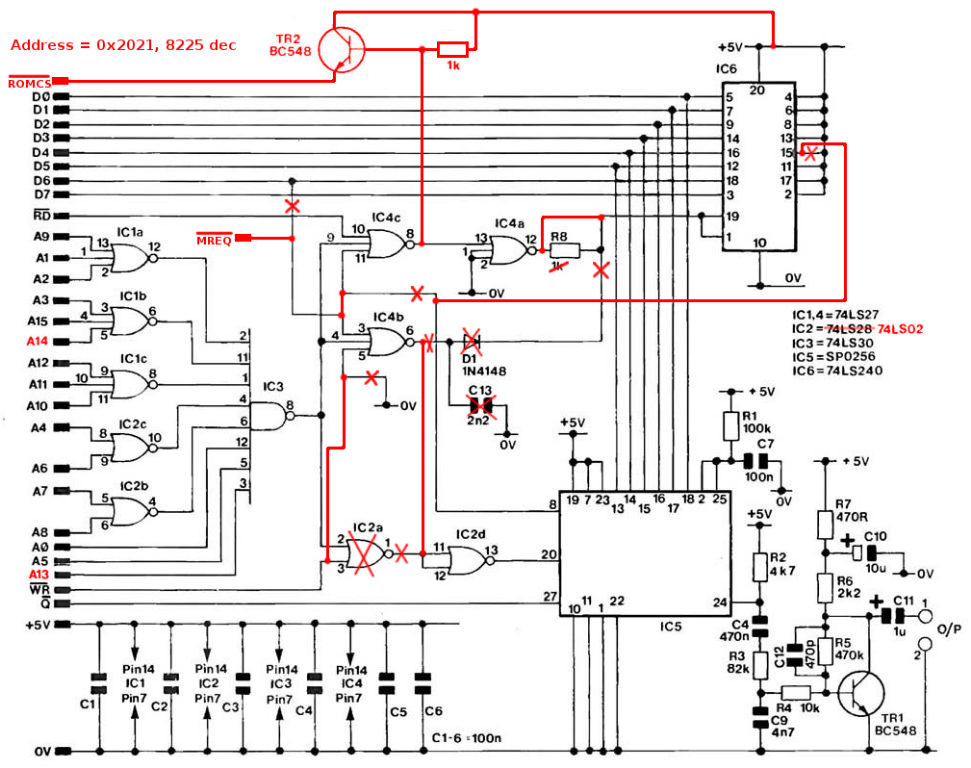 Address = 0x2021, 8225 dec
TR2
BC548
1k
+5V
IC6
20
ROMCS
D0
D1
D2
D3
D4
D5
D6
D7
5
7
9
14
16
12
18
3
4
6
8
13
15
11
17
2
19
1
10
0V
RD
MREQ
A9
A1
A2
IC1a
13
1
2
12
A3
A15
A14
IC1b
3
4
5
6
A12
A11
A10
IC1c
9
10
11
8
A4
A6
IC2c
8
9
10
A7
A8
IC2b
5
6
4
A0
A5
A13
WR
Q
IC3
2
11
1
4
6
12
5
3
8
IC4c
10
9
11
8
IC4a
13
1
2
12
0V
R8
1k
IC4b
3
4
5
6
0V
D1
1N4148
C13
2n2
0V
IC1,4 = 74LS27
IC2 = 74LS28 74LS02
IC3 = 74LS30
IC5 = SP0256
IC6 = 74LS240
IC2a
2
3
1
IC2d
11
12
13
+5V
19 7 23 13 14 15 16 17 18 2 25
8
20
27
24
10 11 1 22
IC5
+5V
R1
100k
C7
100n
0V
+5V
R2
4k7
C4
470n
R3
82k
C9
4n7
R4
10k
C12
470p
R5
470k
R6
2k2
R7
470R
+5V
+
C10
10u
0V
+
C11
1u
1
O/P
2
TR1
BC548
+5V
C1
Pin14
IC1
Pin7
C2
Pin14
IC2
Pin7
C3
Pin14
IC3
Pin7
C4
Pin14
IC4
Pin7
C5
C6
C1-6 = 100n
0V